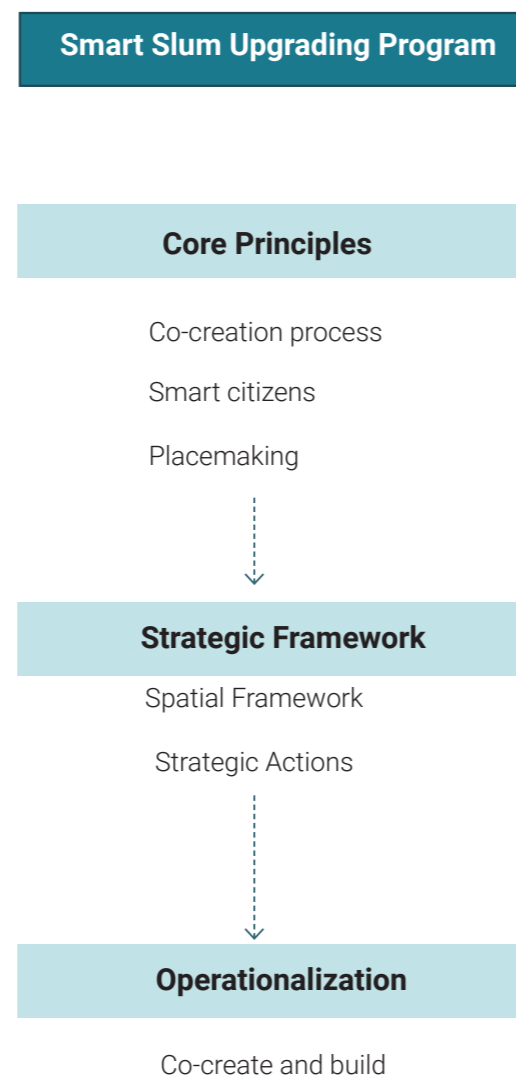 Smart Slum Upgrading Program
Core Principles
Co-creation process
Smart citizens
Placemaking
Strategic Framework
Spatial Framework
Strategic Actions
Operationalization
Co-create and build